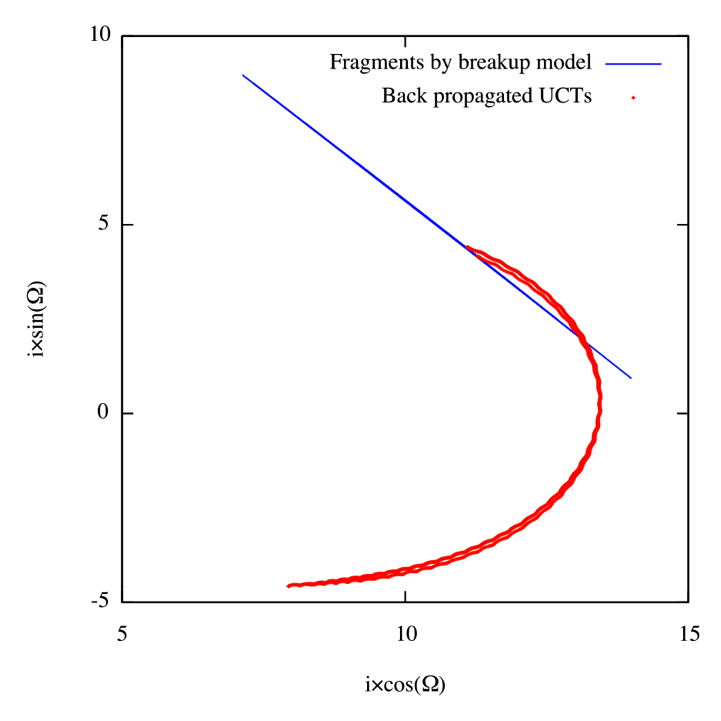 10
Fragments by breakup model
Back propagated UCTs
5
i×sin(Ω)
0
-5
5 10 15
i×cos(Ω)